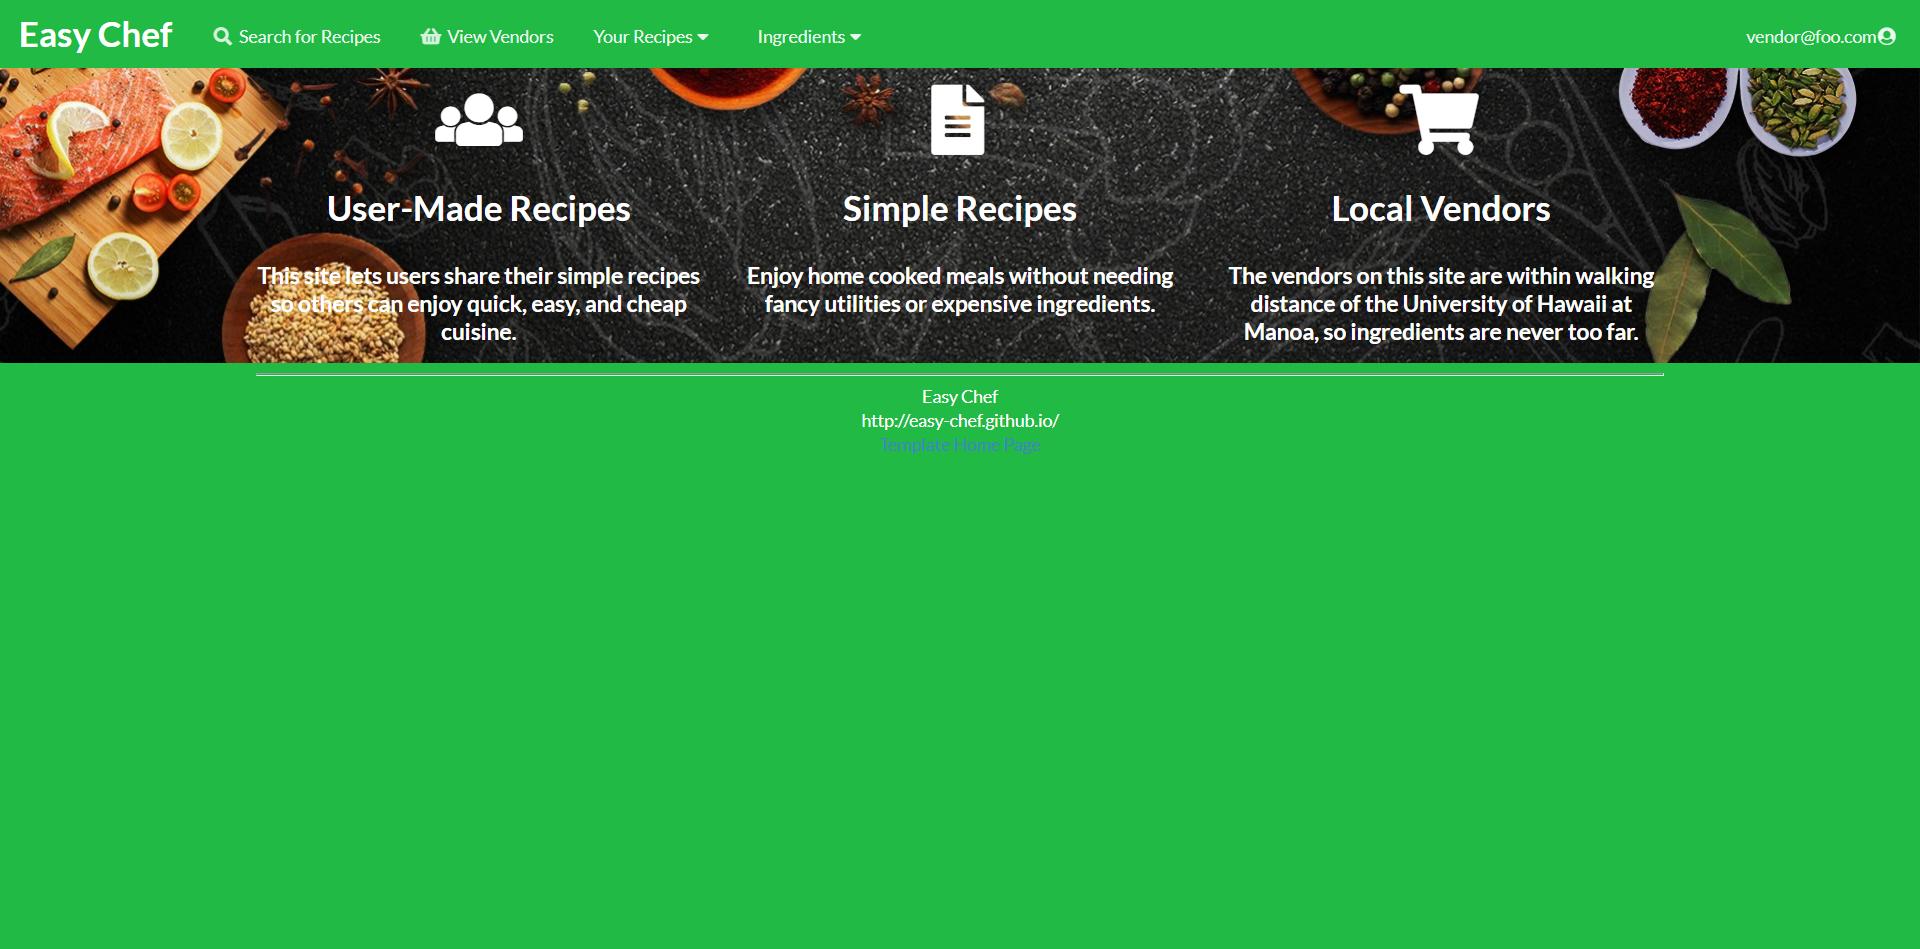 Easy Chef
Search for Recipes
View Vendors
Your Recipes
Ingredients
vendor@foo.com
User-Made Recipes
This site lets users share their simple recipes
so others can enjoy quick, easy, and cheap
cuisine.
Simple Recipes
Enjoy home cooked meals without needing
fancy utilities or expensive ingredients.
Local Vendors
The vendors on this site are within walking
distance of the University of Hawaii at
Manoa, so ingredients are never too far.
Easy Chef
http://easy-chef.github.io/
Template Home Page